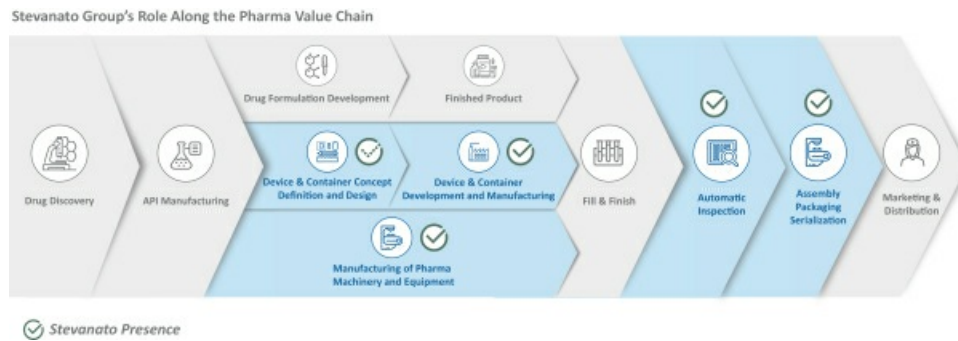 Stevanato Group's Role Along the Pharma Value Chain
Drug Formulation Development
Finished Product
Drug Discovery
API Manufacturing
Device & Container Concept
Definition and Design
Device & Container
Development and Manufacturing
Fill & Finish
Automatic
Inspection
Assembly
Packaging
Serialization
Marketing &
Distribution
Manufacturing of Pharma
Machinery and Equipment
Stevanato Presence